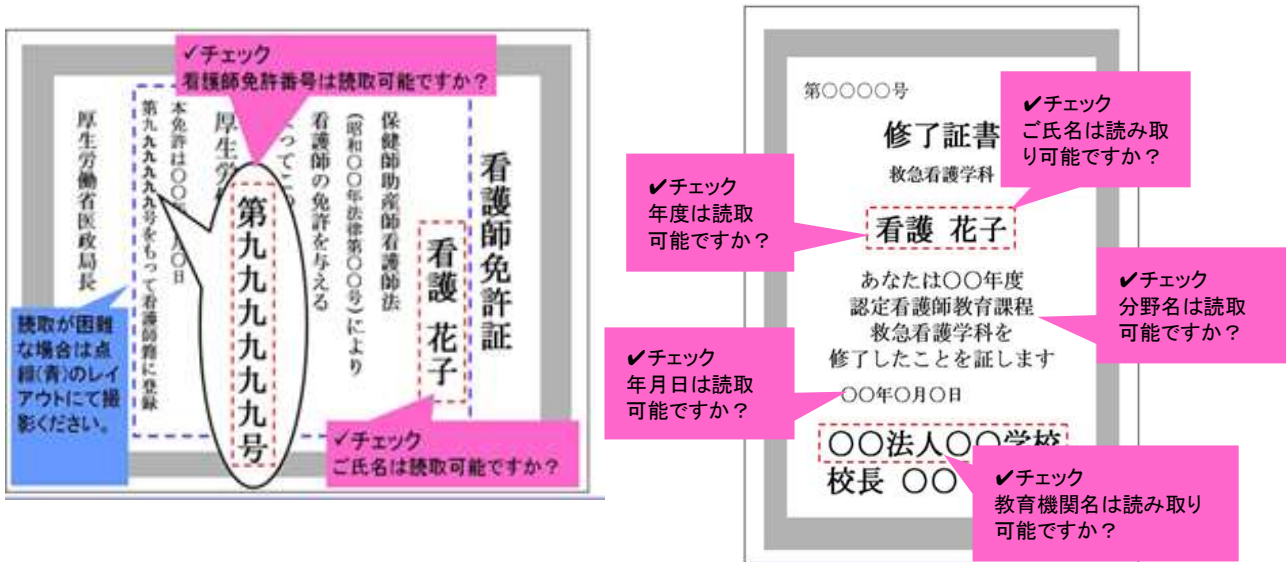 ✓チェック
看護師免許番号は読取可能ですか？
看護師免許証
看護 花子
保健師助産師看護師法
(昭和〇〇年法律第〇〇号)により
看護師の免許を与える
よってこの
厚生労
本免許は〇〇
月〇日
第九九九九九九号をもって看護師籍に登録
厚生労働省医政局長
第九九九九九九九号
読取が困難
な場合は点
線(青)のレイ
アウトにて撮
影ください。
✓チェック
ご氏名は読取可能ですか？
第〇〇〇〇号
修了証書
救急看護学科
看護 花子
あなたは〇〇年度
認定看護師教育課程
救急看護学科を
修了したことを証します
〇〇年〇月〇日
〇〇法人〇〇学校
校長 〇〇
✔チェック
ご氏名は読み取
り可能ですか？
✔チェック
年度は読取
可能ですか？
✔チェック
分野名は読取
可能ですか？
✔チェック
年月日は読取
可能ですか？
✔チェック
教育機関名は読み取り
可能ですか？